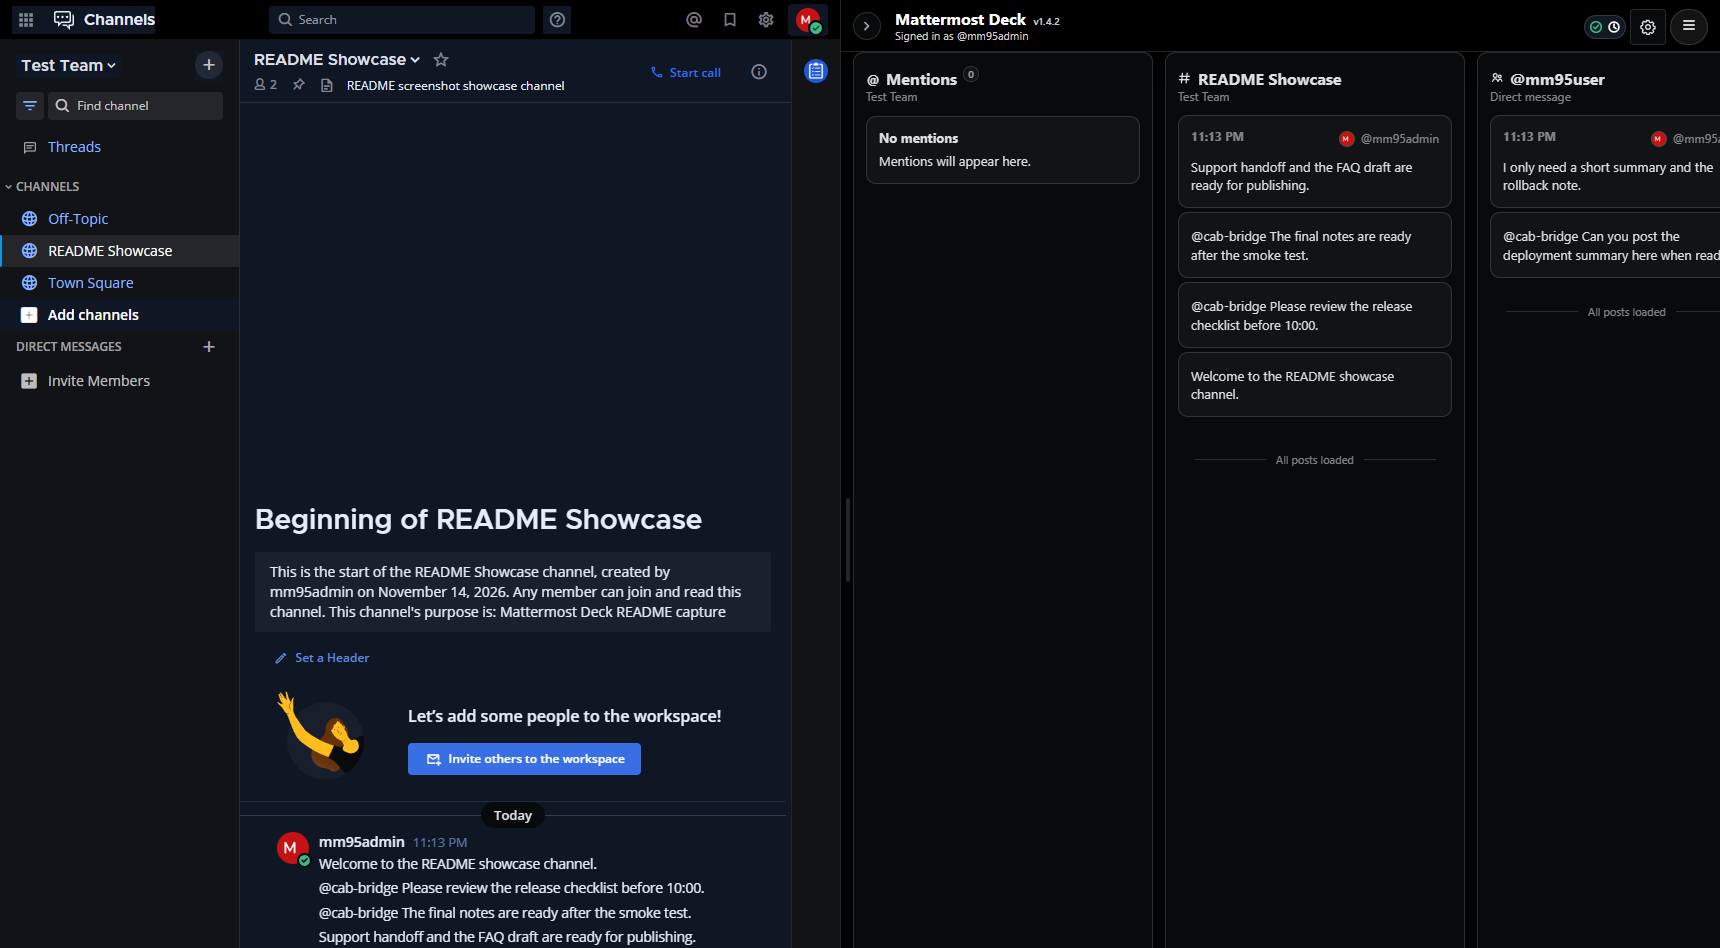 Channels
Search
Test Team
Find channel
Threads
CHANNELS
Off-Topic
README Showcase
Town Square
Add channels
DIRECT MESSAGES
Invite Members
README Showcase
2
README screenshot showcase channel
Start call
Beginning of README Showcase
This is the start of the README Showcase channel, created by
mm95admin on November 14, 2026. Any member can join and read this
channel. This channel's purpose is: Mattermost Deck README capture
Set a Header
Let's add some people to the workspace!
Invite others to the workspace
Today
M
mm95admin 11:13 PM
Welcome to the README showcase channel.
@cab-bridge Please review the release checklist before 10:00.
@cab-bridge The final notes are ready after the smoke test.
Support handoff and the FAQ draft are ready for publishing.
M
Mattermost Deck v1.4.2
Signed in as @mm95admin
@ Mentions 0
Test Team
No mentions
Mentions will appear here.
# README Showcase
Test Team
11:13 PM M @mm95admin
Support handoff and the FAQ draft are
ready for publishing.
@cab-bridge The final notes are ready
after the smoke test.
@cab-bridge Please review the release
checklist before 10:00.
Welcome to the README showcase
channel.
All posts loaded
@mm95user
Direct message
11:13 PM M @mm95a
I only need a short summary and the
rollback note.
@cab-bridge Can you post the
deployment summary here when read
All posts loaded